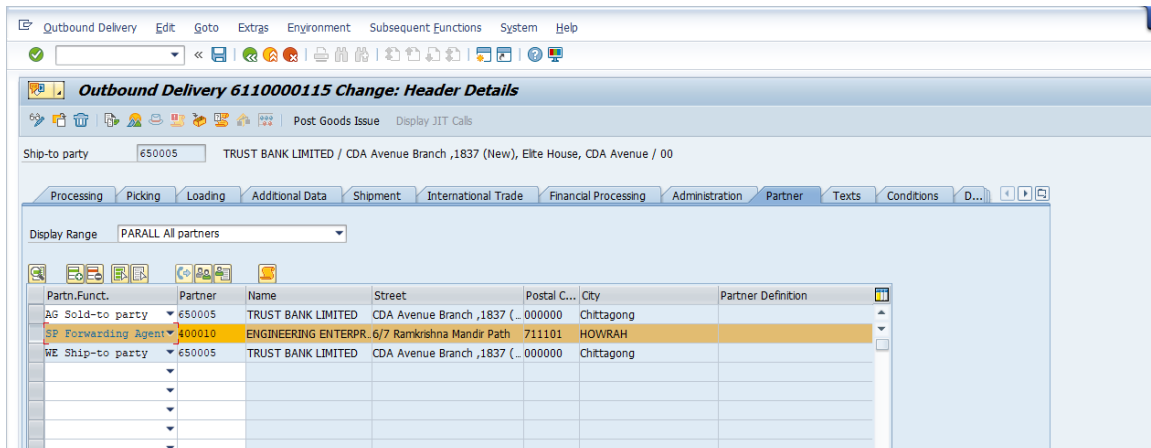 Outbound Delivery Edit Goto Extras Environment Subsequent Functions System Help
Outbound Delivery 6110000115 Change: Header Details
Post Goods Issue Display JIT Calls
Ship-to party 650005 TRUST BANK LIMITED / CDA Avenue Branch ,1837 (New), Elite House, CDA Avenue / 00
Processing Picking Loading Additional Data Shipment International Trade Financial Processing Administration Partner Texts Conditions D...
Display Range PARALL All partners
Partn.Funct. Partner Name Street Postal C... City Partner Definition
AG Sold-to party 650005 TRUST BANK LIMITED CDA Avenue Branch ,1837 (... 000000 Chittagong
SP Forwarding Agent 400010 ENGINEERING ENTERPR... 6/7 Ramkrishna Mandir Path 711101 HOWRAH
WE Ship-to party 650005 TRUST BANK LIMITED CDA Avenue Branch ,1837 (... 000000 Chittagong